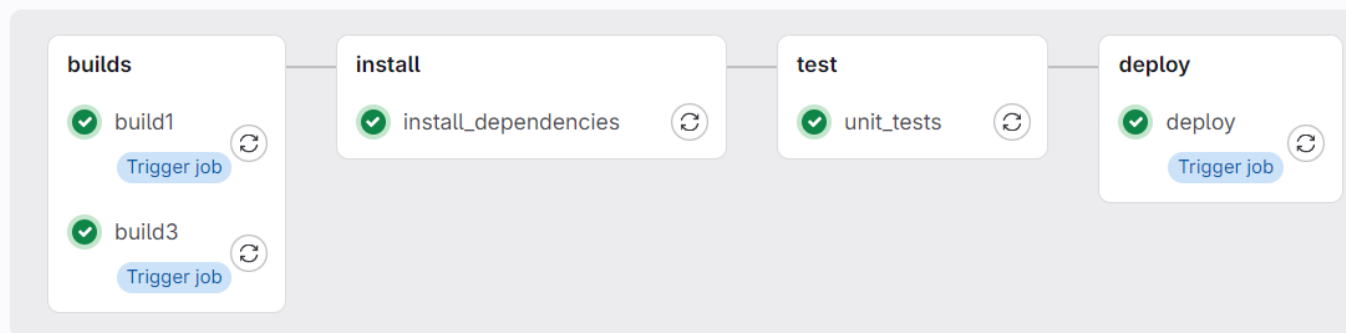 builds
build1
Trigger job
build3
Trigger job
install
install_dependencies
test
unit_tests
deploy
deploy
Trigger job